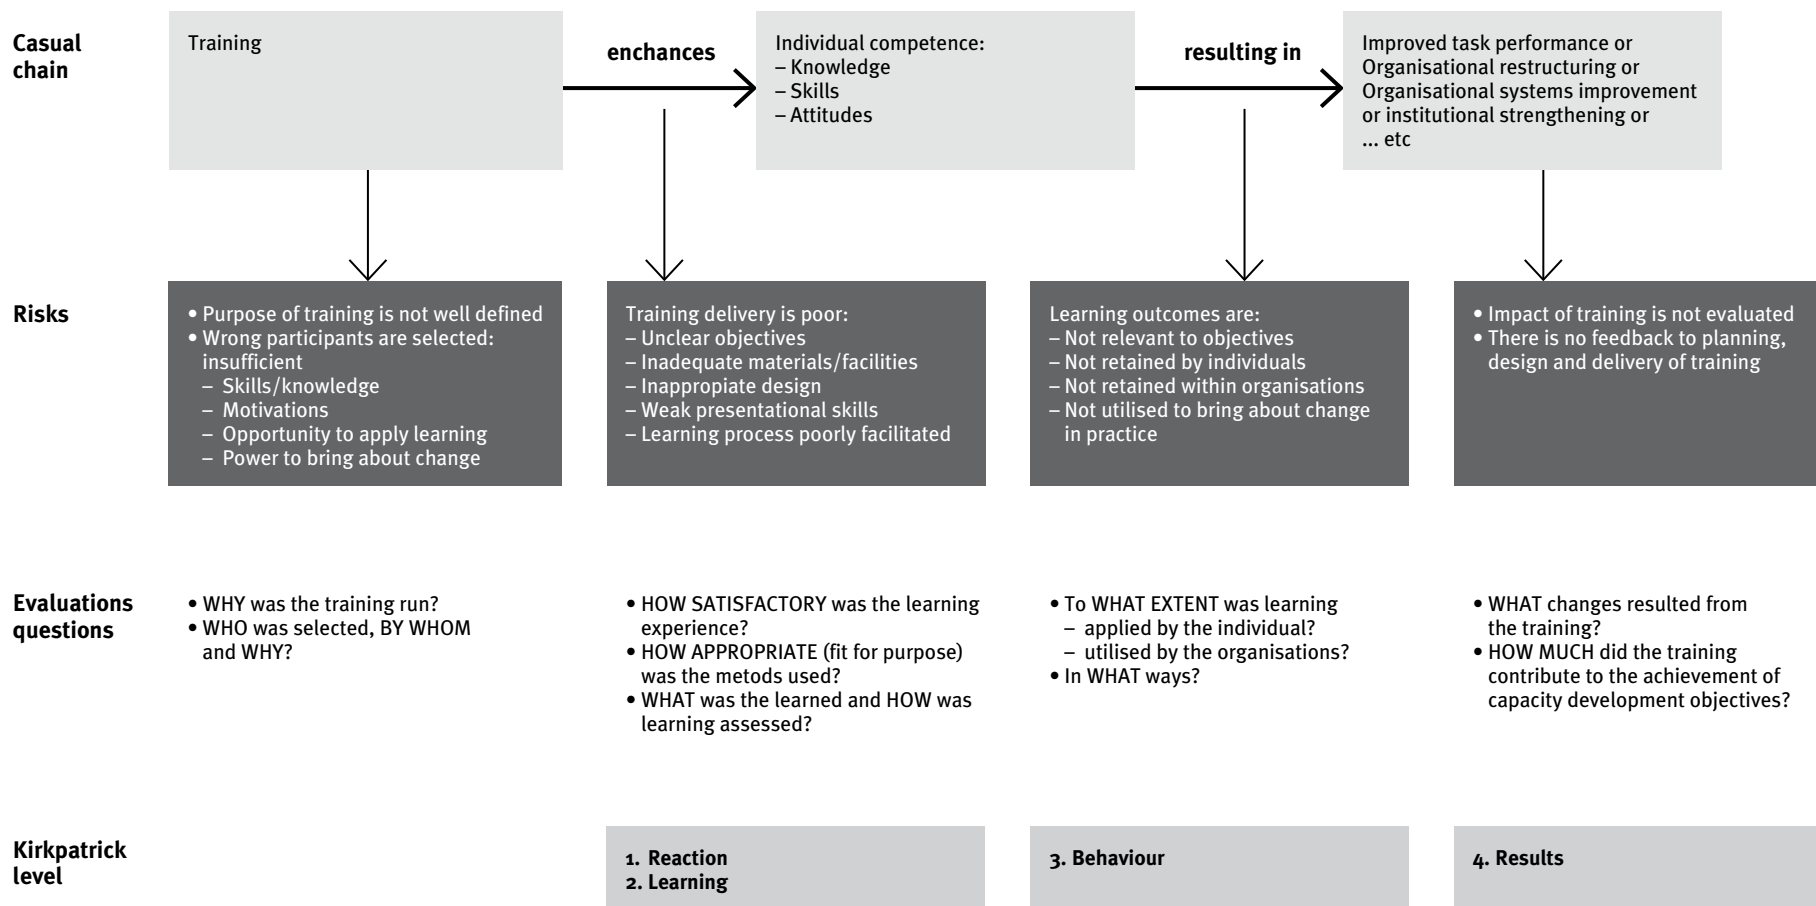 Casual
chain
Training
enchances
Individual competence:
– Knowledge
– Skills
– Attitudes
resulting in
Improved task performance or
Organisational restructuring or
Organisational systems improvement
or institutional strengthening or
... etc
Risks
• Purpose of training is not well defined
• Wrong participants are selected:
insufficient
– Skills/knowledge
– Motivations
– Opportunity to apply learning
– Power to bring about change
Training delivery is poor:
– Unclear objectives
– Inadequate materials/facilities
– Inappropiate design
– Weak presentational skills
– Learning process poorly facilitated
Learning outcomes are:
– Not relevant to objectives
– Not retained by individuals
– Not retained within organisations
– Not utilised to bring about change
in practice
• Impact of training is not evaluated
• There is no feedback to planning,
design and delivery of training
Evaluations
questions
• WHY was the training run?
• WHO was selected, BY WHOM
and WHY?
• HOW SATISFACTORY was the learning
experience?
• HOW APPROPRIATE (fit for purpose)
was the metods used?
• WHAT was the learned and HOW was
learning assessed?
• To WHAT EXTENT was learning
– applied by the individual?
– utilised by the organisations?
• In WHAT ways?
• WHAT changes resulted from
the training?
• HOW MUCH did the training
contribute to the achievement of
capacity development objectives?
Kirkpatrick
level
1. Reaction
2. Learning
3. Behaviour
4. Results